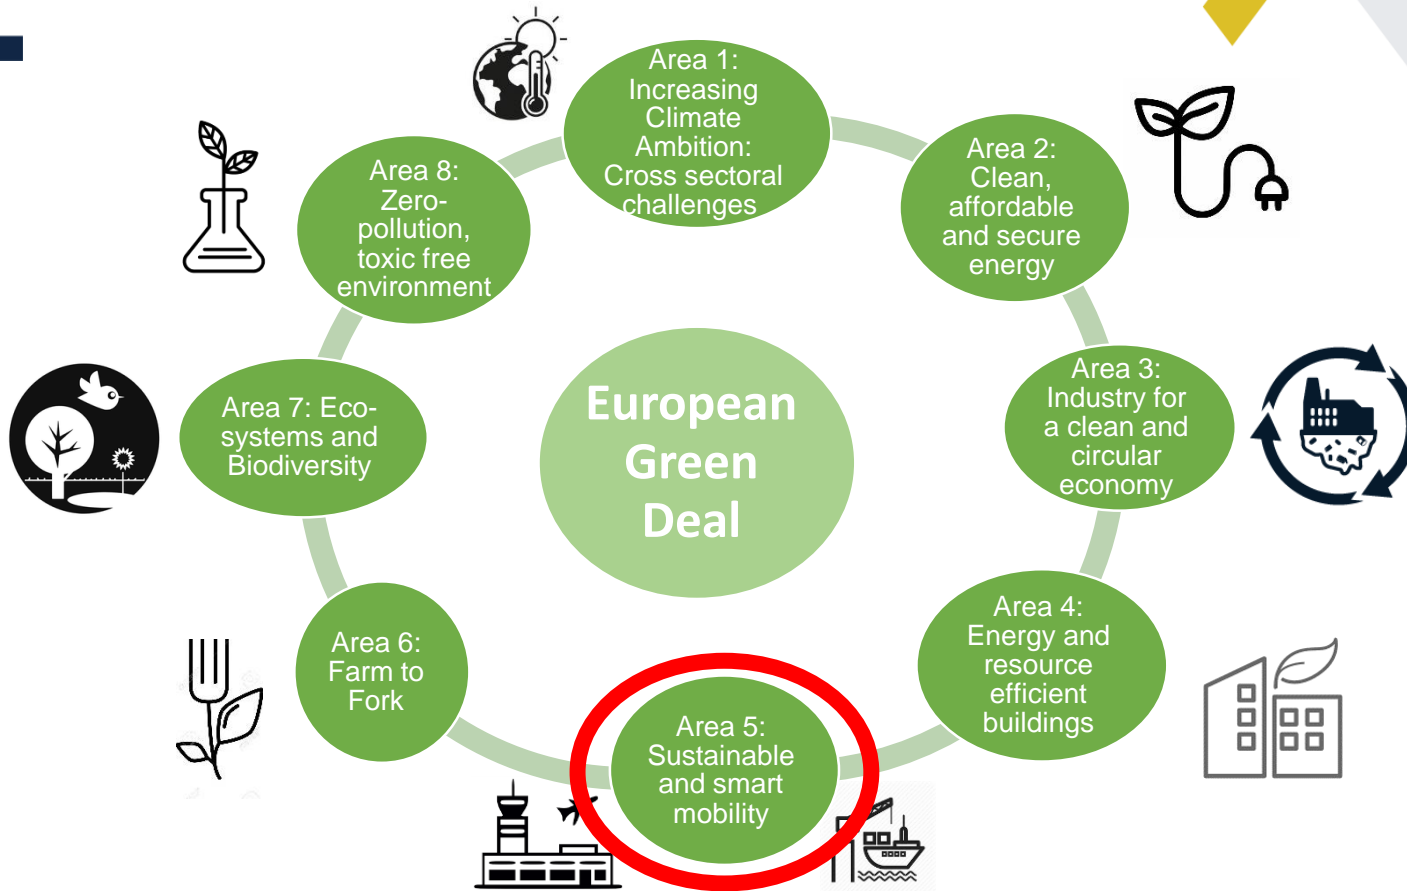 Area 1:
Increasing
Climate
Ambition:
Cross sectoral
challenges
Area 2:
Clean,
affordable
and secure
energy
Area 3:
Industry for
a clean and
circular
economy
Area 4:
Energy and
resource
efficient
buildings
Area 5:
Sustainable
and smart
mobility
Area 6:
Farm to
Fork
Area 7: Eco-
systems and
Biodiversity
Area 8:
Zero-
pollution,
toxic free
environment
European
Green
Deal